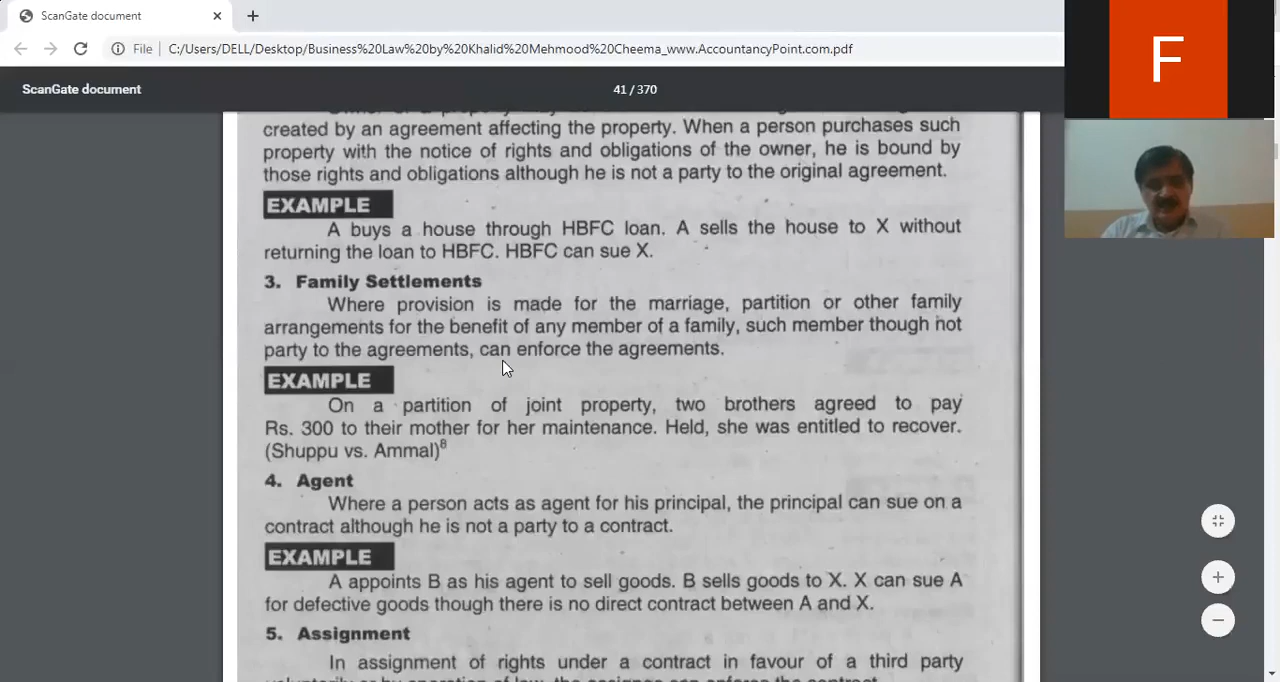 ScanGate document
File
C:/Users/DELL/Desktop/Business%20Law%20by%20Khalid%20Mehmood%20Cheema_www.AccountancyPoint.com.pdf
F
ScanGate document
41 / 370
created by an agreement affecting the property. When a person purchases such
property with the notice of rights and obligations of the owner, he is bound by
those rights and obligations although he is not a party to the original agreement.
EXAMPLE
A buys a house through HBFC loan. A sells the house to X without
returning the loan to HBFC. HBFC can sue X.
3. Family Settlements
Where provision is made for the marriage, partition or other family
arrangements for the benefit of any member of a family, such member though not
party to the agreements, can enforce the agreements.
EXAMPLE
On a partition of joint property, two brothers agreed to pay
Rs. 300 to their mother for her maintenance. Held, she was entitled to recover.
(Shuppu vs. Ammal)8
4. Agent
Where a person acts as agent for his principal, the principal can sue on a
contract although he is not a party to a contract.
EXAMPLE
A appoints B as his agent to sell goods. B sells goods to X. X can sue A
for defective goods though there is no direct contract between A and X.
5. Assignment
In assignment of rights under a contract in favour of a third party